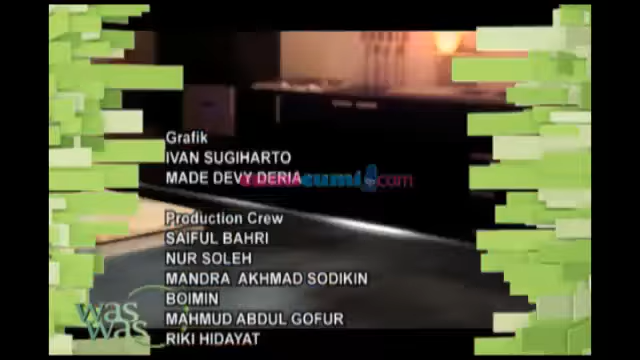 Grafik
IVAN SUGIHARTO
MADE DEVY DERIA
cumi.com
Production Crew
SAIFUL BAHRI
NUR SOLEH
MANDRA AKHMAD SODIKIN
BOIMIN
MAHMUD ABDUL GOFUR
RIKI HIDAYAT
was
was